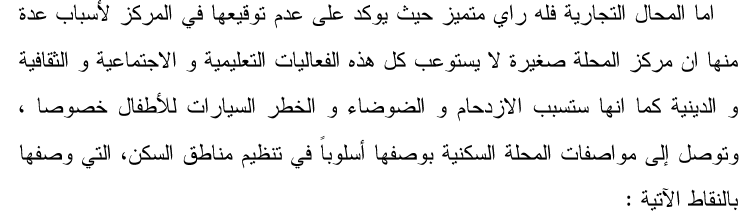 اما المحال التجارية فله راي متميز حيث يوكد على عدم توقيعها في المركز لأسباب عدة
منها ان مركز المحلة صغيرة لا يستوعب كل هذه الفعاليات التعليمية و الاجتماعية و الثقافية
و الدينية كما انها ستسبب الازدحام و الضوضاء و الخطر السيارات للأطفال خصوصا ،
وتوصل إلى مواصفات المحلة السكنية بوصفها أسلوباً في تنظيم مناطق السكن، التي وصفها
بالنقاط الآتية :